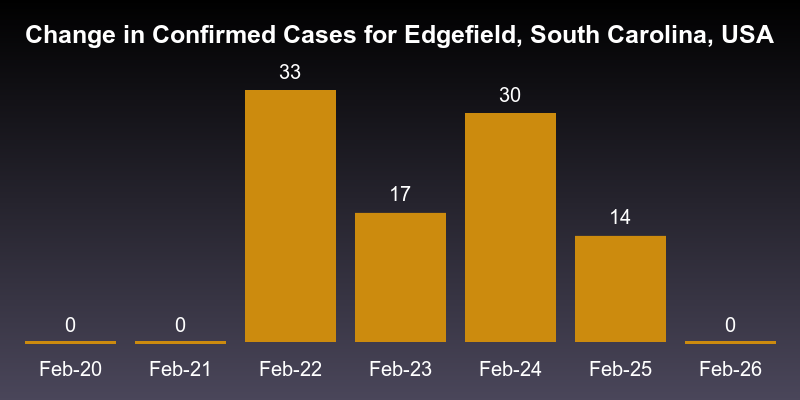 Change in Confirmed Cases for Edgefield, South Carolina, USA
33
30
17
14
0 0 0
Feb-20 Feb-21 Feb-22 Feb-23 Feb-24 Feb-25 Feb-26